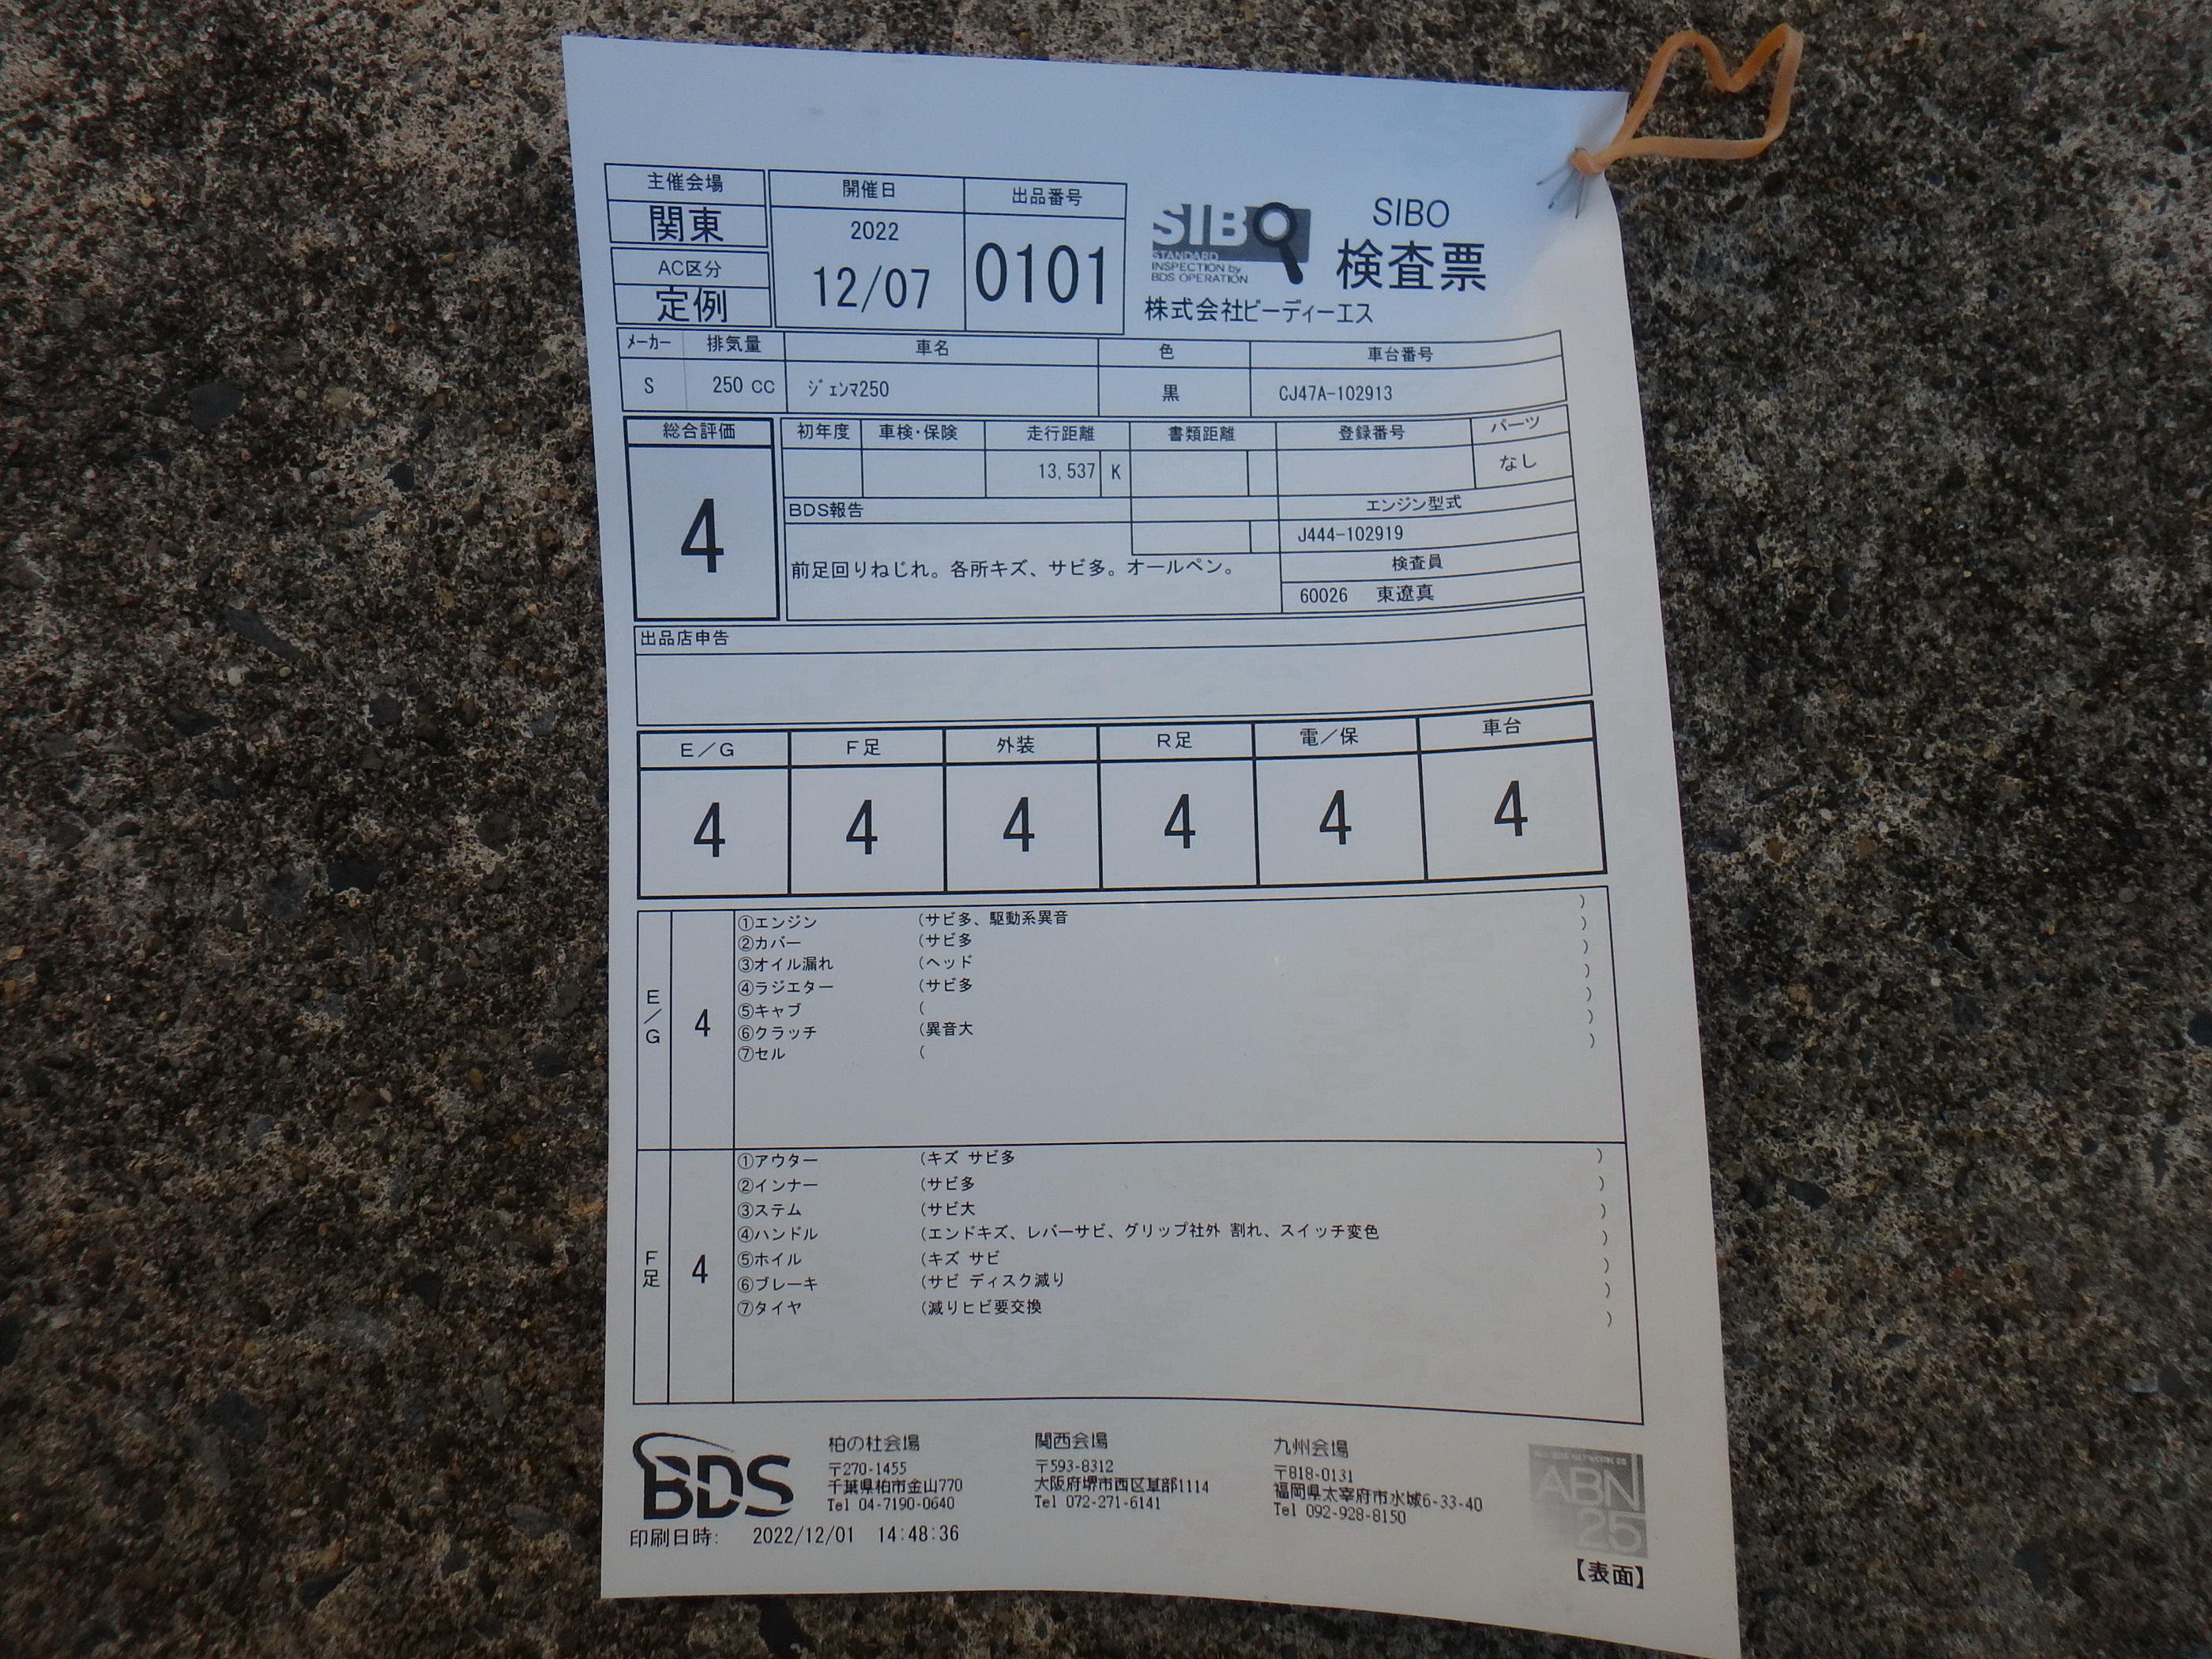 主催会場
関東
AC区分
定例
開催日
2022
12/07
出品番号
0101
SIBO
STANDARD
INSPECTION by
BDS OPERATION
SIBO
検査票
株式会社ビーディーエス
ﾒｰｶｰ 排気量 車名 色 車台番号
S 250 CC ｼﾞｪﾝﾏ250 黒 CJ47A-102913
総合評価
4
初年度 車検・保険 走行距離 書類距離 登録番号 パーツ
13,537 K なし
BDS報告
前足回りねじれ。各所キズ、サビ多。オールペン。
エンジン型式
J444-102919
検査員
60026 東遼真
出品店申告
E/G F足 外装 R足 電/保 車台
4 4 4 4 4 4
E/G 4
①エンジン (サビ多、駆動系異音 )
②カバー (サビ多 )
③オイル漏れ (ヘッド )
④ラジエター (サビ多 )
⑤キャブ ( )
⑥クラッチ (異音大 )
⑦セル ( )
F足 4
①アウター (キズ サビ多 )
②インナー (サビ多 )
③ステム (サビ大 )
④ハンドル (エンドキズ、レバーサビ、グリップ社外 割れ、スイッチ変色 )
⑤ホイル (キズ サビ )
⑥ブレーキ (サビ ディスク減り )
⑦タイヤ (減りヒビ要交換 )
BDS
柏の杜会場
〒270-1455
千葉県柏市金山770
Tel 04-7190-0640
関西会場
〒593-8312
大阪府堺市西区草部1114
Tel 072-271-6141
九州会場
〒818-0131
福岡県太宰府市水城6-33-40
Tel 092-928-8150
ABN
25
印刷日時: 2022/12/01 14:48:36
【表面】